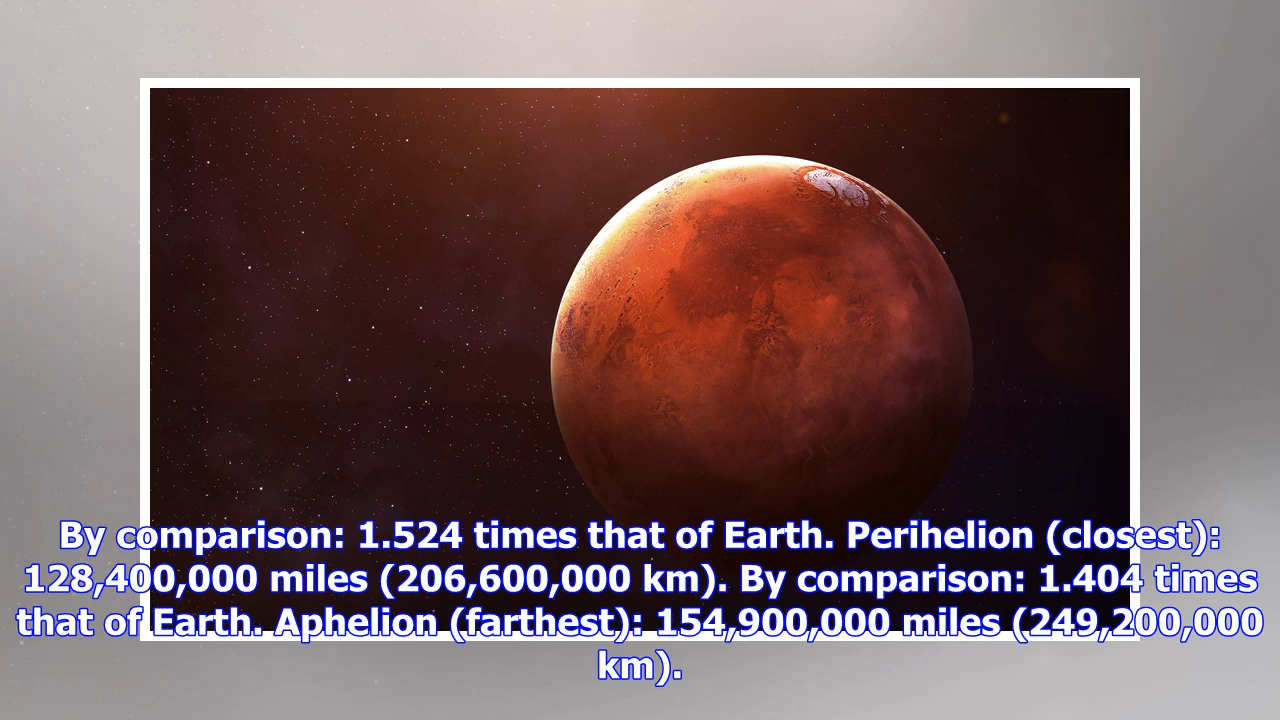 By comparison: 1.524 times that of Earth. Perihelion (closest):
128,400,000 miles (206,600,000 km). By comparison: 1.404 times
that of Earth. Aphelion (farthest): 154,900,000 miles (249,200,000
km).